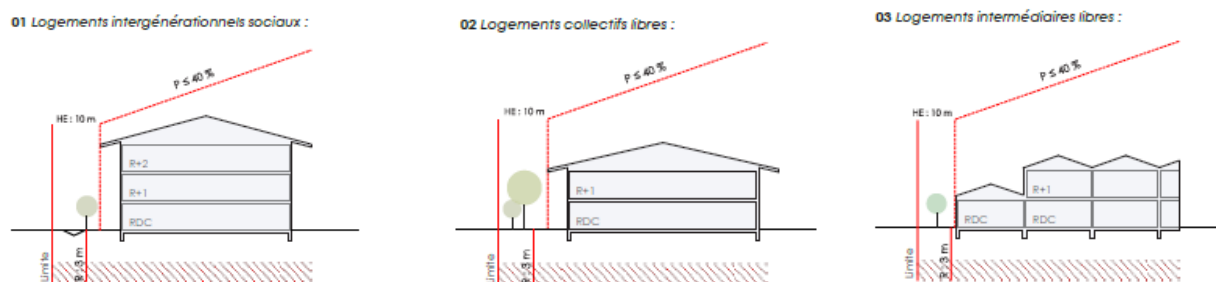 01 Logements intergénérationnels sociaux :
P ≤ 40 %
HE : 10 m
R+2
R+1
RDC
Limite
R : 3 m
02 Logements collectifs libres :
P ≤ 40%
HE : 10 m
R+1
RDC
Limite
R : 3 m
03 Logements intermédiaires libres :
P ≤ 40 %
HE : 10 m
R+1
RDC
RDC
Limite
R : 3 m